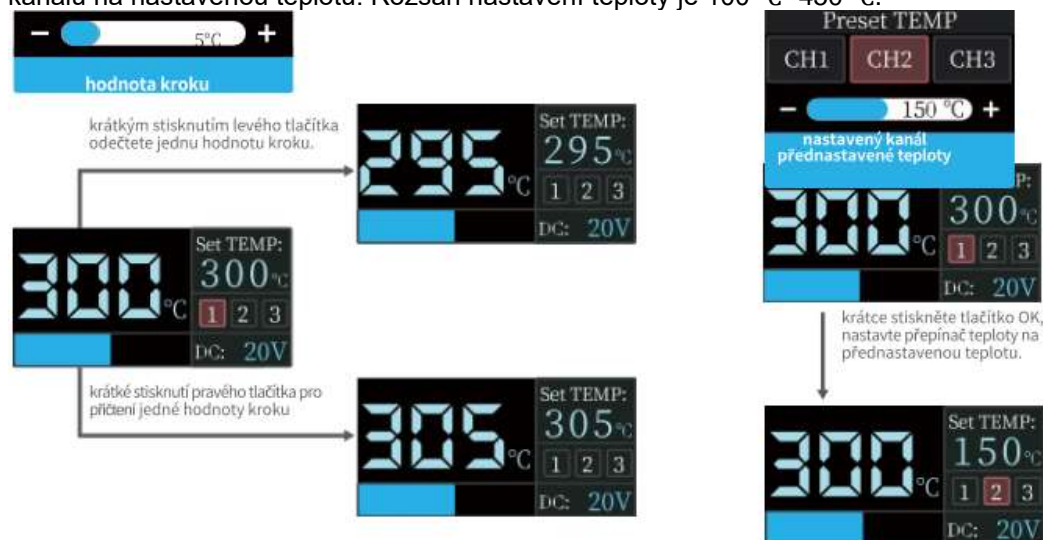 kanálu na nastavenou teplotu. Rozsah nastavení teploty je 100 °C 450 °C.
− 5°C +
hodnota kroku
krátkým stisknutím levého tlačítka
odečtete jednu hodnotu kroku.
295°C
Set TEMP:
295°C
1 2 3
DC: 20V
300°C
Set TEMP:
300°C
1 2 3
DC: 20V
krátké stisknutí pravého tlačítka pro
přičtení jedné hodnoty kroku
305°C
Set TEMP:
305°C
1 2 3
DC: 20V
Preset TEMP
CH1 CH2 CH3
− 150 °C +
nastavený kanál
přednastavené teploty
300°C
P:
300°C
1 2 3
DC: 20V
krátce stiskněte tlačítko OK,
nastavte přepínač teploty na
přednastavenou teplotu.
300°C
Set TEMP:
150°C
1 2 3
DC: 20V